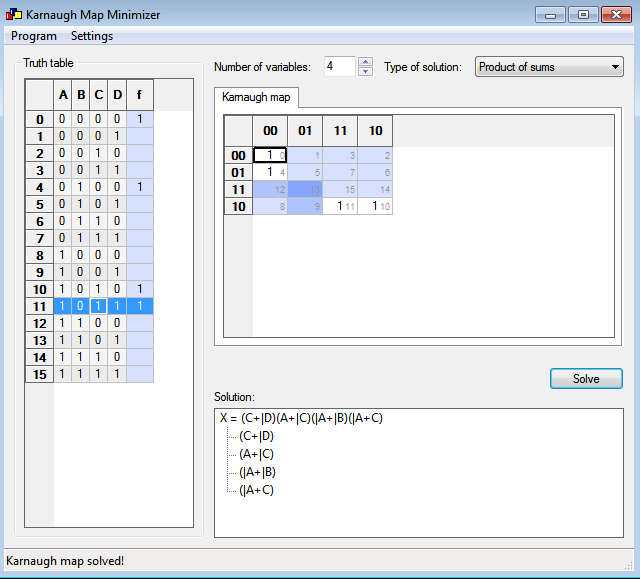 Karnaugh Map Minimizer
Program Settings
Truth table
A B C D f
0 0 0 0 0 1
1 0 0 0 1
2 0 0 1 0
3 0 0 1 1
4 0 1 0 0 1
5 0 1 0 1
6 0 1 1 0
7 0 1 1 1
8 1 0 0 0
9 1 0 0 1
10 1 0 1 0 1
11 1 0 1 1 1
12 1 1 0 0
13 1 1 0 1
14 1 1 1 0
15 1 1 1 1
Number of variables: 4 Type of solution: Product of sums
Karnaugh map
00 01 11 10
00 1 0 1 3 2
01 1 4 5 7 6
11 12 13 15 14
10 8 9 1 11 1 10
Solve
Solution:
X = (C+|D)(A+|C)(|A+|B)(|A+C)
(C+|D)
(A+|C)
(|A+|B)
(|A+C)
Karnaugh map solved!